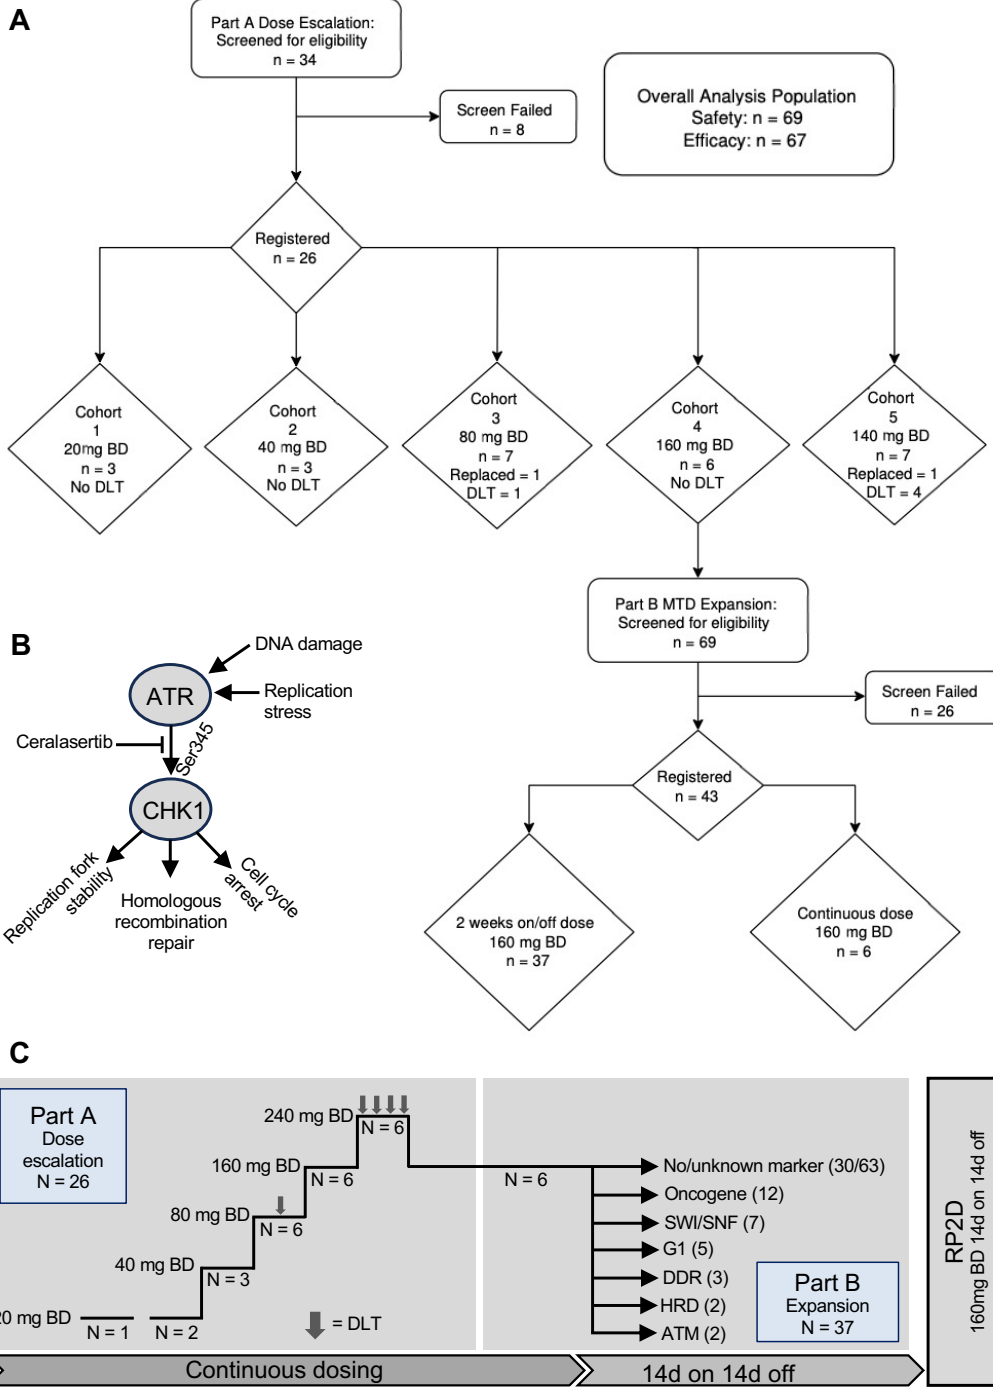 A
Part A Dose Escalation:
Screened for eligibility
n = 34
Screen Failed
n = 8
Overall Analysis Population
Safety: n = 69
Efficacy: n = 67
Registered
n = 26
Cohort
1
20mg BD
n = 3
No DLT
Cohort
2
40 mg BD
n = 3
No DLT
Cohort
3
80 mg BD
n = 7
Replaced = 1
DLT = 1
Cohort
4
160 mg BD
n = 6
No DLT
Cohort
5
140 mg BD
n = 7
Replaced = 1
DLT = 4
Part B MTD Expansion:
Screened for eligibility
n = 69
Screen Failed
n = 26
Registered
n = 43
2 weeks on/off dose
160 mg BD
n = 37
Continuous dose
160 mg BD
n = 6
B
DNA damage
ATR
Replication
stress
Ceralasertib
Ser345
CHK1
Replication fork
stability
Homologous
recombination
repair
Cell cycle
arrest
C
Part A
Dose
escalation
N = 26
240 mg BD
N = 6
160 mg BD
N = 6
80 mg BD
N = 6
40 mg BD
N = 3
20 mg BD
N = 1
N = 2
= DLT
N = 6
No/unknown marker (30/63)
Oncogene (12)
SWI/SNF (7)
G1 (5)
DDR (3)
HRD (2)
ATM (2)
Part B
Expansion
N = 37
Continuous dosing
14d on 14d off
RP2D
160mg BD 14d on 14d off